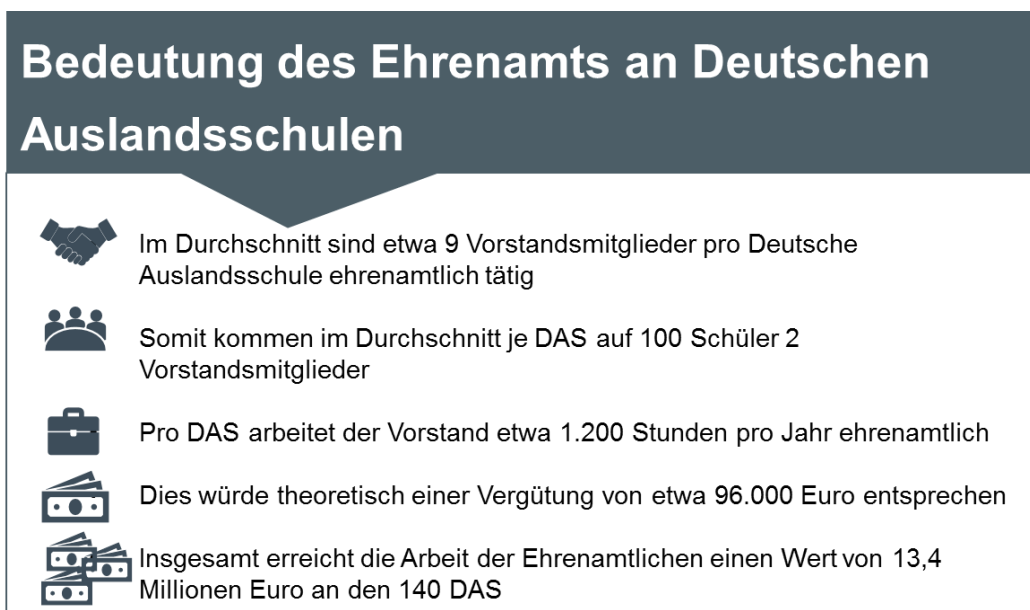 Bedeutung des Ehrenamts an Deutschen
Auslandsschulen
Im Durchschnitt sind etwa 9 Vorstandsmitglieder pro Deutsche
Auslandsschule ehrenamtlich tätig
Somit kommen im Durchschnitt je DAS auf 100 Schüler 2
Vorstandsmitglieder
Pro DAS arbeitet der Vorstand etwa 1.200 Stunden pro Jahr ehrenamtlich
Dies würde theoretisch einer Vergütung von etwa 96.000 Euro entsprechen
Insgesamt erreicht die Arbeit der Ehrenamtlichen einen Wert von 13,4
Millionen Euro an den 140 DAS